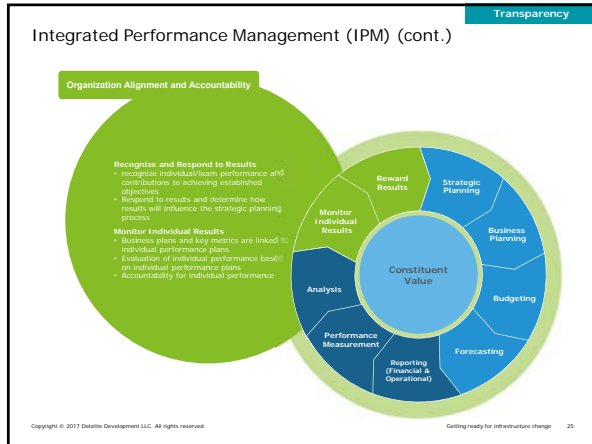 Transparency
Integrated Performance Management (IPM) (cont.)
Organization Alignment and Accountability
Recognize and Respond to Results
• recognize individual/team performance and
contributions to achieving established
objectives
• Respond to results and determine how
results will influence the strategic planning
process
Monitor Individual Results
• Business plans and key metrics are linked to
individual performance plans
• Evaluation of individual performance based
on individual performance plans
• Accountability for individual performance
Reward
Results
Strategic
Planning
Monitor
Individual
Results
Business
Planning
Constituent
Value
Analysis
Budgeting
Performance
Measurement
Forecasting
Reporting
(Financial &
Operational)
Copyright © 2017 Deloitte Development LLC. All rights reserved.
Getting ready for infrastructure change 25